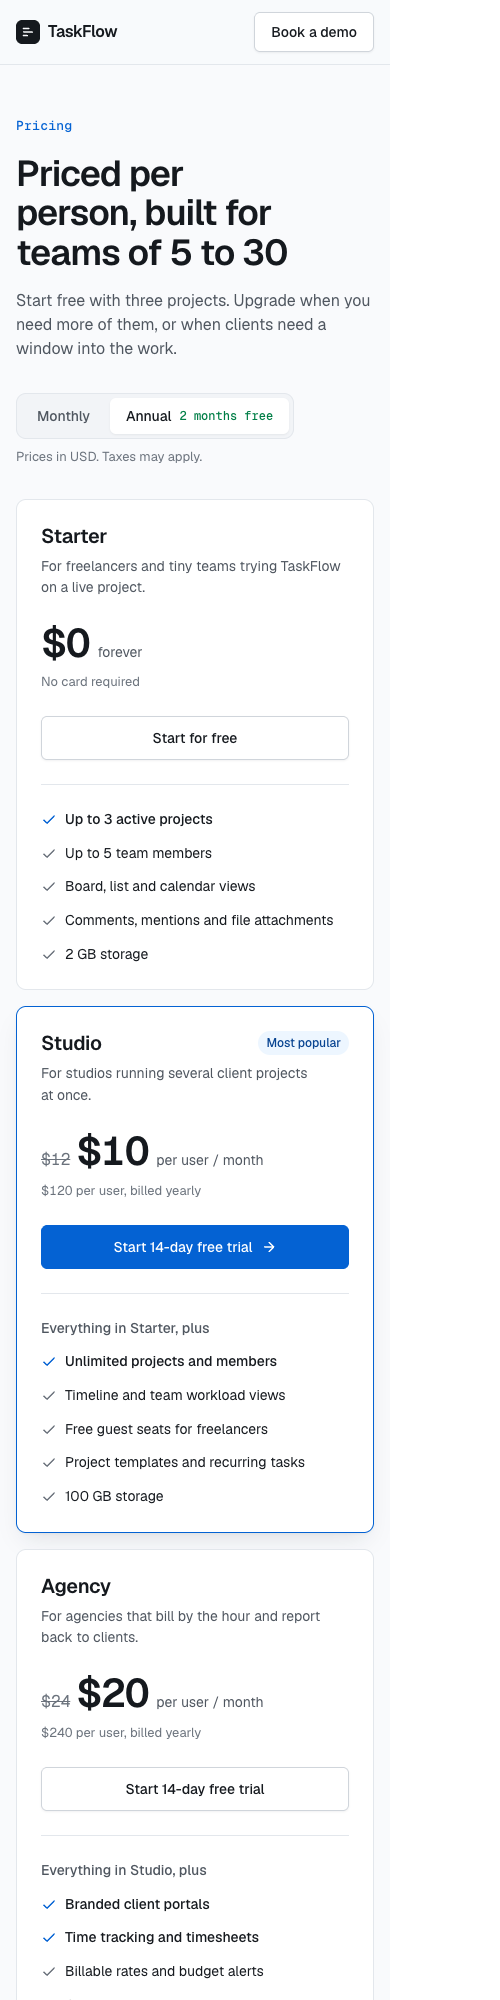 TaskFlow
Book a demo
Pricing
Priced per
person, built for
teams of 5 to 30
Start free with three projects. Upgrade when you
need more of them, or when clients need a
window into the work.
Monthly
Annual 2 months free
Prices in USD. Taxes may apply.
Starter
For freelancers and tiny teams trying TaskFlow
on a live project.
$0 forever
No card required
Start for free
Up to 3 active projects
Up to 5 team members
Board, list and calendar views
Comments, mentions and file attachments
2 GB storage
Studio
Most popular
For studios running several client projects
at once.
$12 $10 per user / month
$120 per user, billed yearly
Start 14-day free trial
Everything in Starter, plus
Unlimited projects and members
Timeline and team workload views
Free guest seats for freelancers
Project templates and recurring tasks
100 GB storage
Agency
For agencies that bill by the hour and report
back to clients.
$24 $20 per user / month
$240 per user, billed yearly
Start 14-day free trial
Everything in Studio, plus
Branded client portals
Time tracking and timesheets
Billable rates and budget alerts